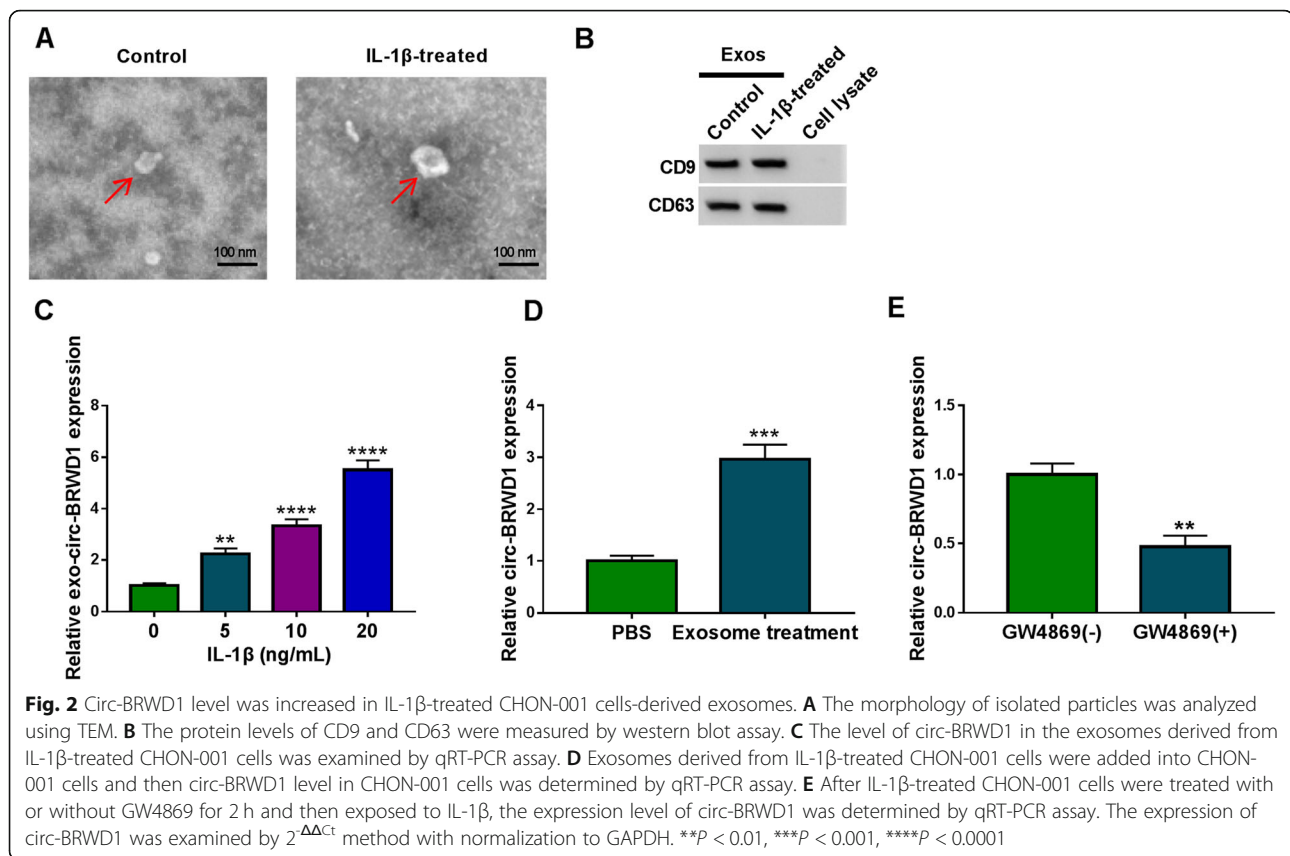 A
Control
IL-1β-treated
100 nm
100 nm
B
Exos
Control
IL-1β-treated
Cell lysate
CD9
CD63
C
Relative exo-circ-BRWD1 expression
8
6
4
2
0
**
****
****
0 5 10 20
IL-1β (ng/mL)
D
Relative circ-BRWD1 expression
4
3
2
1
0
***
PBS Exosome treatment
E
Relative circ-BRWD1 expression
1.5
1.0
0.5
0.0
**
GW4869(-) GW4869(+)
Fig. 2 Circ-BRWD1 level was increased in IL-1β-treated CHON-001 cells-derived exosomes. A The morphology of isolated particles was analyzed
using TEM. B The protein levels of CD9 and CD63 were measured by western blot assay. C The level of circ-BRWD1 in the exosomes derived from
IL-1β-treated CHON-001 cells was examined by qRT-PCR assay. D Exosomes derived from IL-1β-treated CHON-001 cells were added into CHON-
001 cells and then circ-BRWD1 level in CHON-001 cells was determined by qRT-PCR assay. E After IL-1β-treated CHON-001 cells were treated with
or without GW4869 for 2 h and then exposed to IL-1β, the expression level of circ-BRWD1 was determined by qRT-PCR assay. The expression of
circ-BRWD1 was examined by 2-ΔΔCt method with normalization to GAPDH. **P < 0.01, ***P < 0.001, ****P < 0.0001